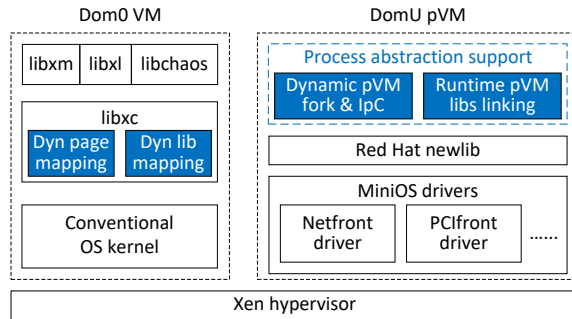 Dom0 VM
libxm libxl libchaos
libxc
Dyn page
mapping
Dyn lib
mapping
Conventional
OS kernel
DomU pVM
Process abstraction support
Dynamic pVM
fork & IpC
Runtime pVM
libs linking
Red Hat newlib
MiniOS drivers
Netfront
driver
PCIfront
driver
......
Xen hypervisor